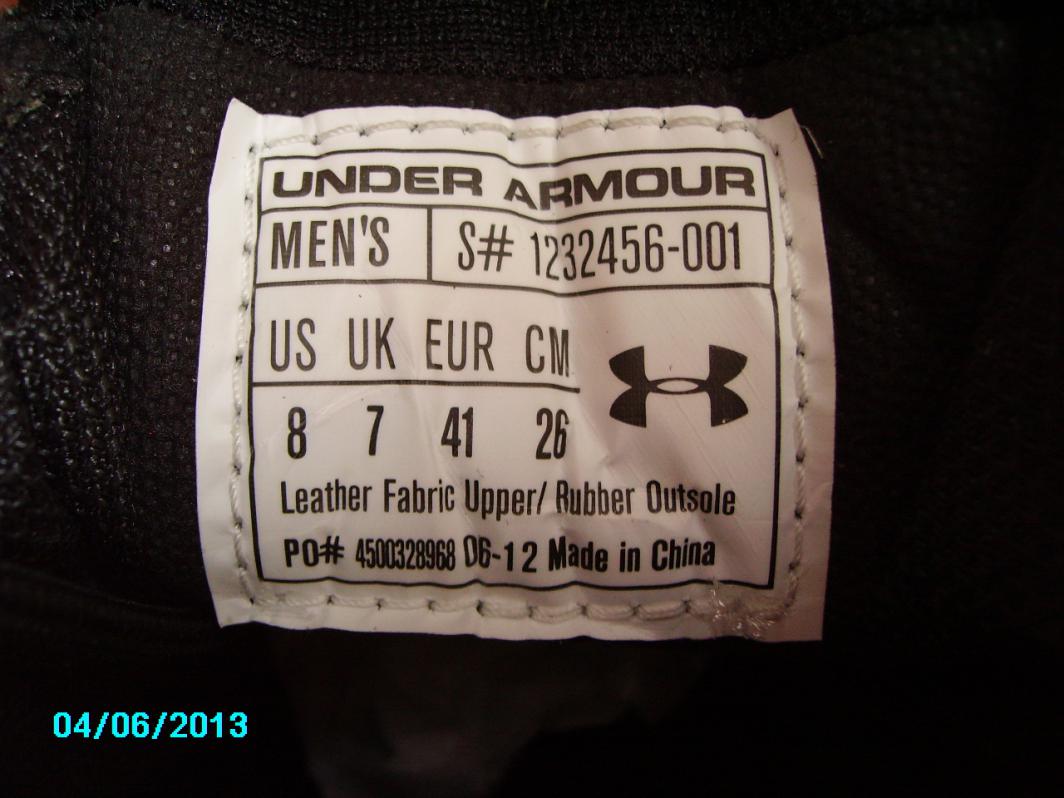 UNDER ARMOUR
MEN'S S# 1232456-001
US UK EUR CM
8 7 41 26
Leather Fabric Upper/ Rubber Outsole
PO# 4500328968 06-12 Made in China
04/06/2013